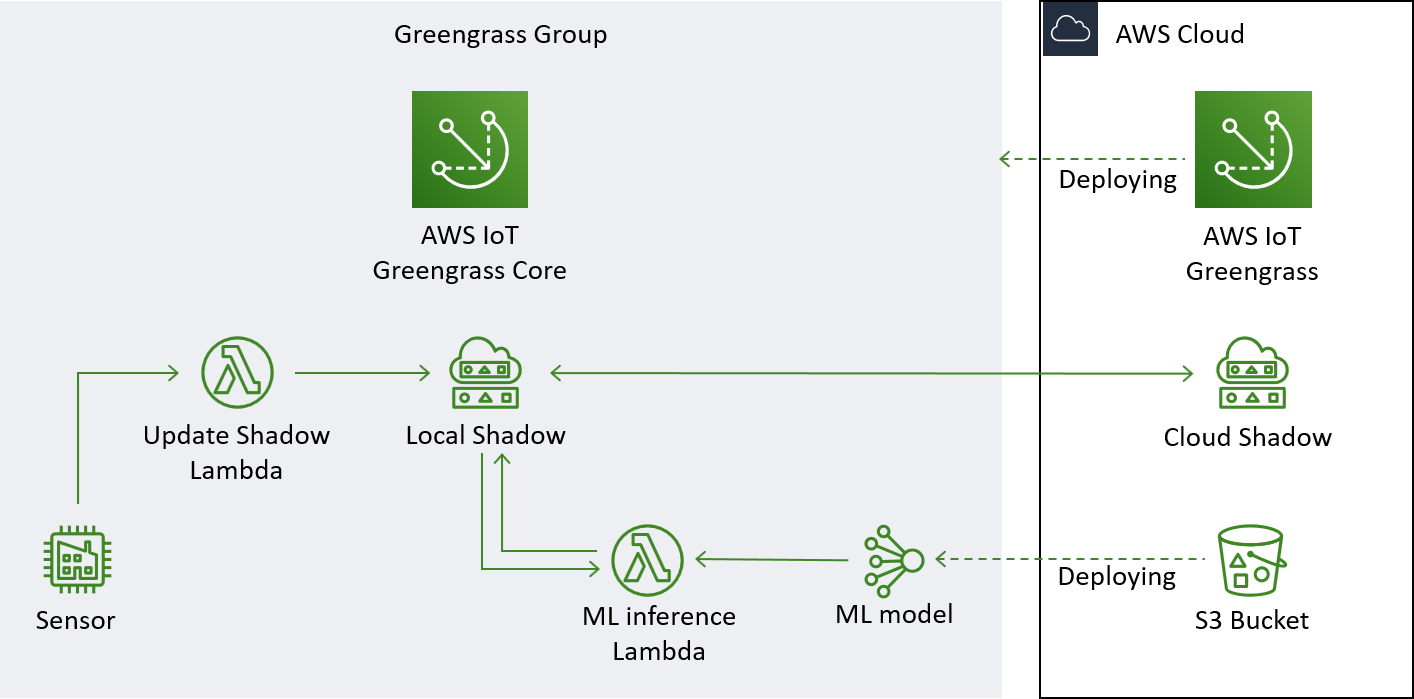 Greengrass Group
AWS Cloud
Deploying
AWS IoT
Greengrass Core
AWS IoT
Greengrass
Update Shadow
Lambda
Local Shadow
Cloud Shadow
Sensor
ML inference
Lambda
ML model
Deploying
S3 Bucket